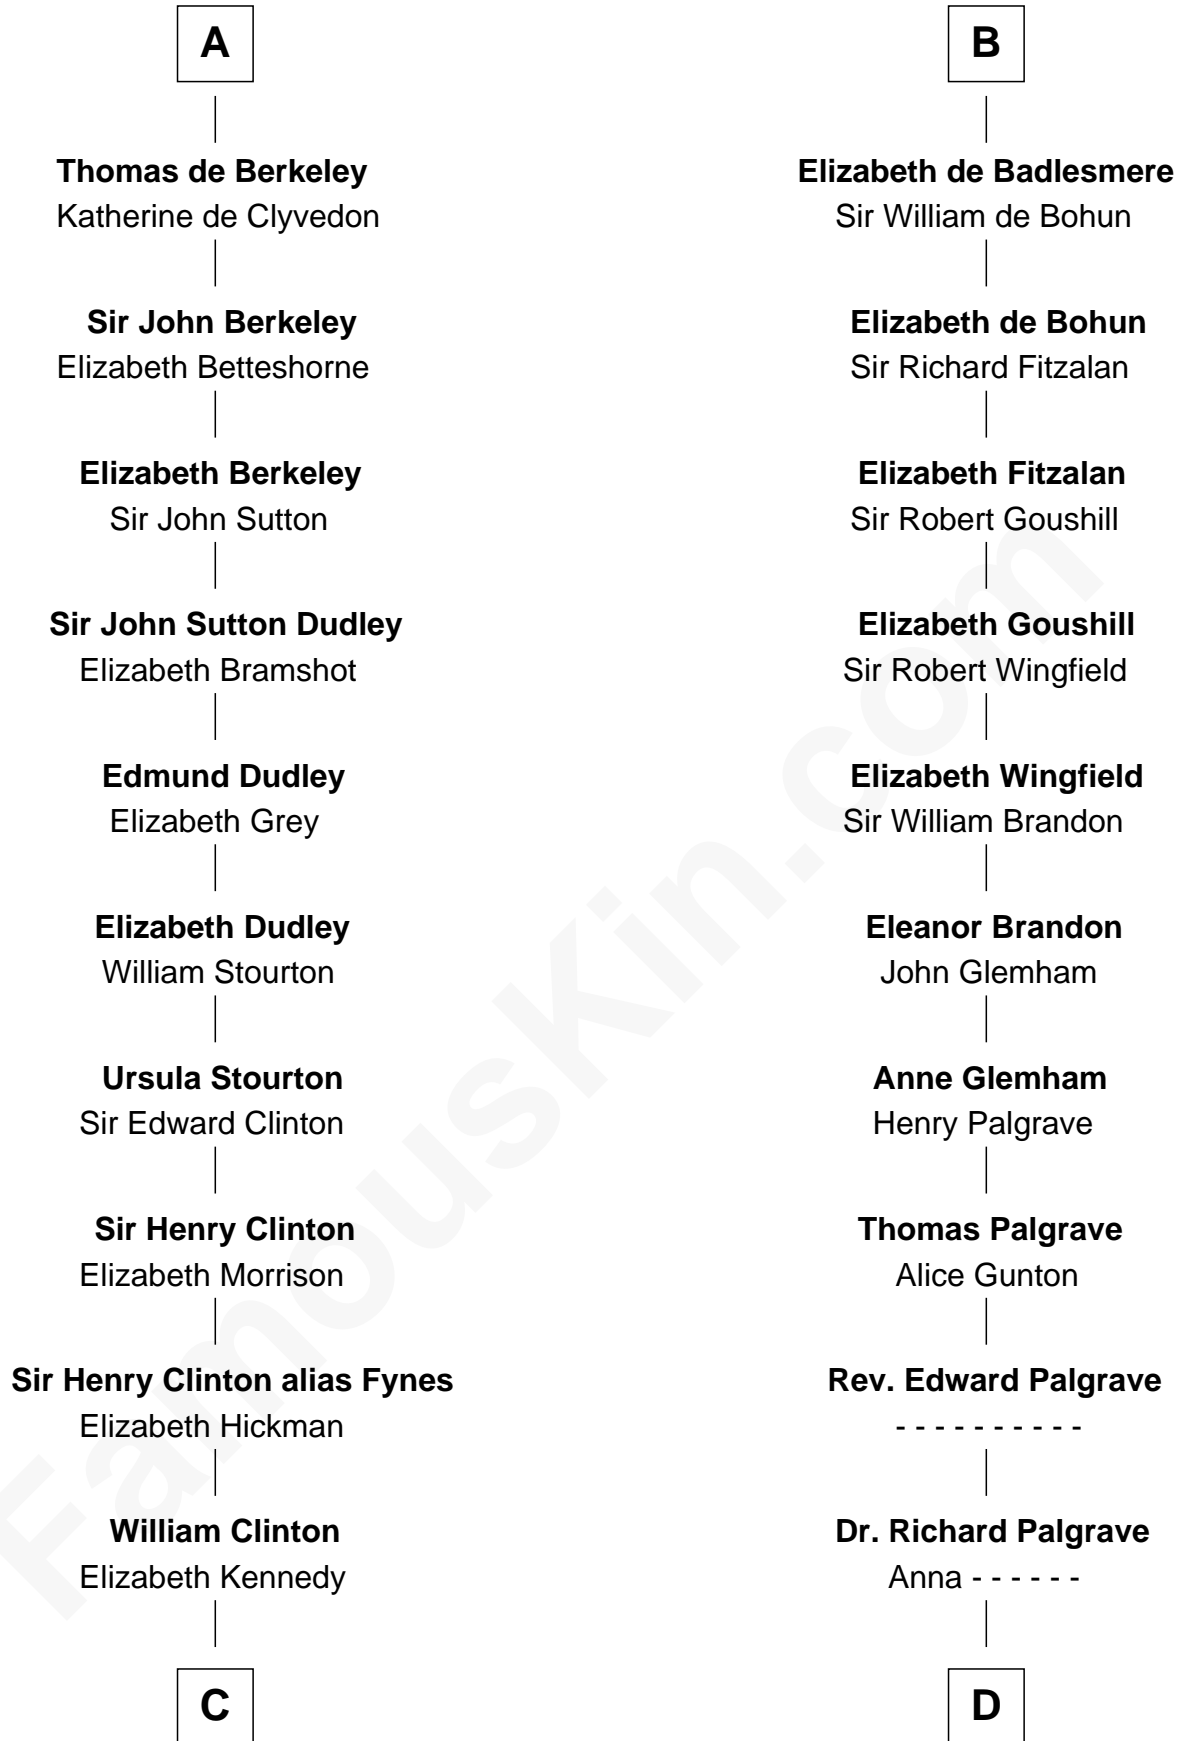 A
Thomas de Berkeley
Katherine de Clyvedon
Sir John Berkeley
Elizabeth Betteshorne
Elizabeth Berkeley
Sir John Sutton
Sir John Sutton Dudley
Elizabeth Bramshot
Edmund Dudley
Elizabeth Grey
Elizabeth Dudley
William Stourton
Ursula Stourton
Sir Edward Clinton
Sir Henry Clinton
Elizabeth Morrison
Sir Henry Clinton alias Fynes
Elizabeth Hickman
William Clinton
Elizabeth Kennedy
C
B
Elizabeth de Badlesmere
Sir William de Bohun
Elizabeth de Bohun
Sir Richard Fitzalan
Elizabeth Fitzalan
Sir Robert Goushill
Elizabeth Goushill
Sir Robert Wingfield
Elizabeth Wingfield
Sir William Brandon
Eleanor Brandon
John Glemham
Anne Glemham
Henry Palgrave
Thomas Palgrave
Alice Gunton
Rev. Edward Palgrave
- - - - - - - - - -
Dr. Richard Palgrave
Anna - - - - - -
D
FamousKin.com